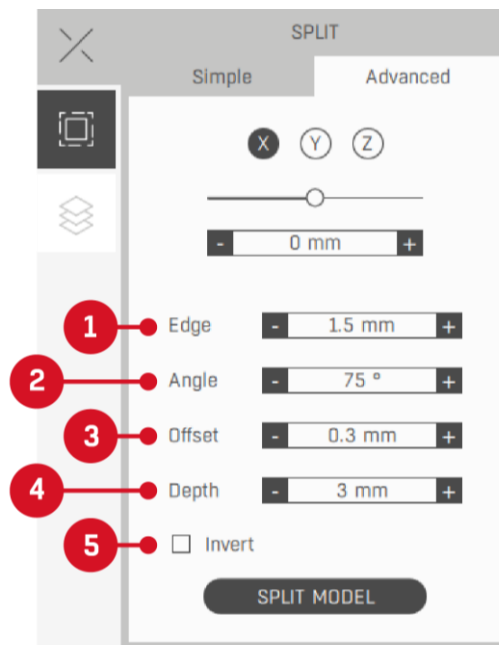 SPLIT
Simple Advanced
X Y Z
- 0 mm +
1 Edge - 1.5 mm +
2 Angle - 75 ° +
3 Offset - 0.3 mm +
4 Depth - 3 mm +
5 Invert
SPLIT MODEL